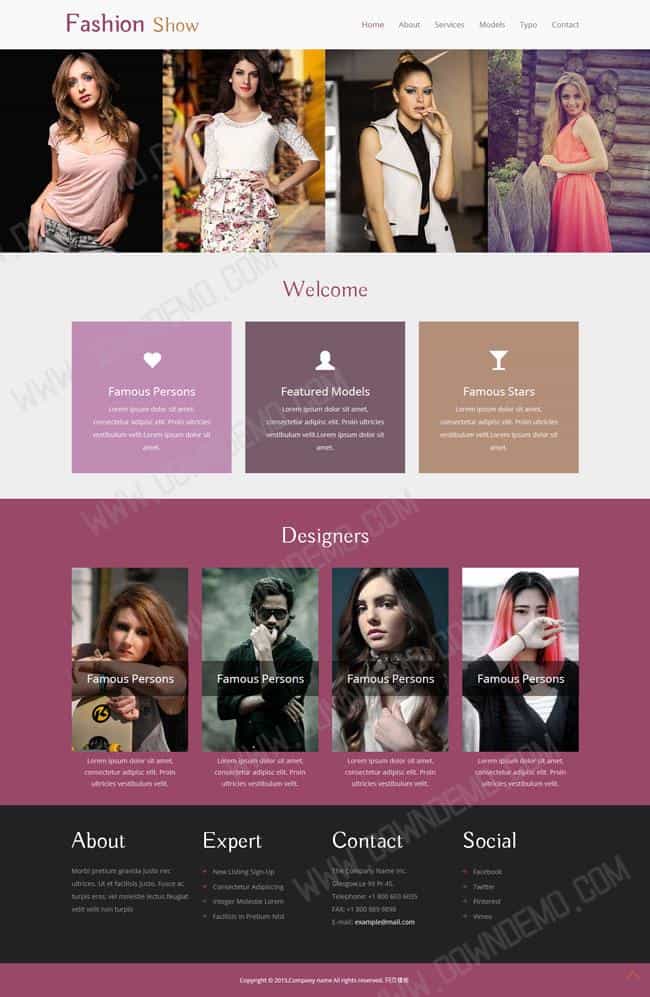 Fashion Show
Home About Services Models Typo Contact
Welcome
Famous Persons
Lorem ipsum dolor sit amet,
consectetur adipisc elit. Proin ultricies
vestibulum velit.Lorem ipsum dolor sit
amet.
Featured Models
Lorem ipsum dolor sit amet,
consectetur adipisc elit. Proin ultricies
vestibulum velit.Lorem ipsum dolor sit
amet.
Famous Stars
Lorem ipsum dolor sit amet,
consectetur adipisc elit. Proin ultricies
vestibulum velit.Lorem ipsum dolor sit
amet.
Designers
Famous Persons
Lorem ipsum dolor sit amet,
consectetur adipisc elit. Proin
ultricies vestibulum velit.
Famous Persons
Lorem ipsum dolor sit amet,
consectetur adipisc elit. Proin
ultricies vestibulum velit.
Famous Persons
Lorem ipsum dolor sit amet,
consectetur adipisc elit. Proin
ultricies vestibulum velit.
Famous Persons
Lorem ipsum dolor sit amet,
consectetur adipisc elit. Proin
ultricies vestibulum velit.
About
Morbi pretium gravida justo nec
ultrices. Ut et facilisis justo. Fusce ac
turpis eros, vel molestie lectus feugiat
velit velit non turpis
Expert
New Listing Sign-Up
Consectetur Adipiscing
Integer Molestie Lorem
Facilisis in Pretium Nisl
Contact
The Company Name Inc.
Glasgow,Le 99 Pr 45.
Telephone: +1 800 603 6035
FAX: +1 800 889 9898
E-mail: example@mail.com
Social
Facebook
Twitter
Pinterest
Vimeo
Copyright © 2015.Company name All rights reserved. 网页模板
WWW.DOWNDEMO.COM